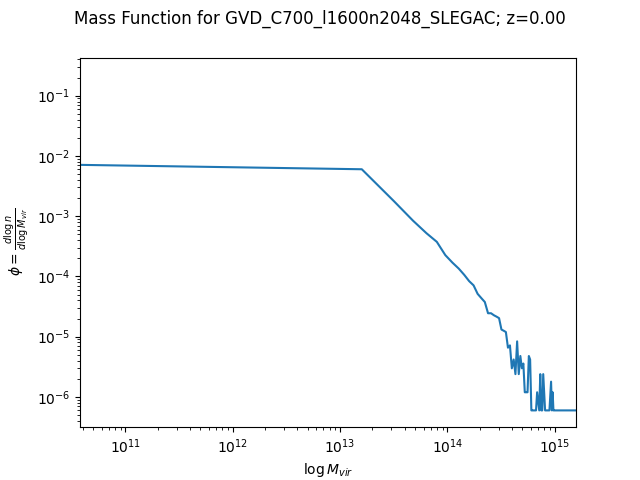 Mass Function for GVD_C700_l1600n2048_SLEGAC; z=0.00
10⁻¹
10⁻²
10⁻³
10⁻⁴
10⁻⁵
10⁻⁶
ϕ = d log n / d log M_vir
10¹¹ 10¹² 10¹³ 10¹⁴ 10¹⁵
log M_vir